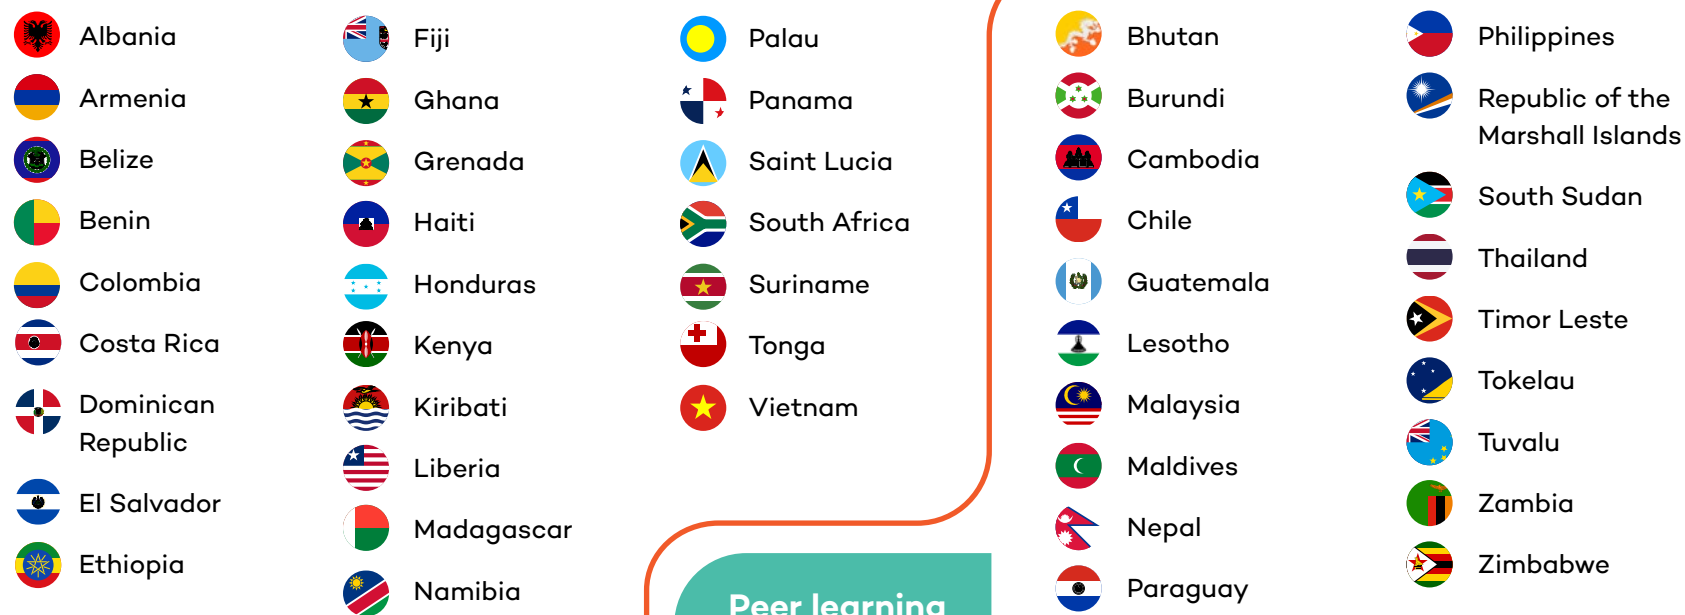 Albania
Armenia
Belize
Benin
Colombia
Costa Rica
Dominican
Republic
El Salvador
Ethiopia
Fiji
Ghana
Grenada
Haiti
Honduras
Kenya
Kiribati
Liberia
Madagascar
Namibia
Palau
Panama
Saint Lucia
South Africa
Suriname
Tonga
Vietnam
Peer learning
Bhutan
Burundi
Cambodia
Chile
Guatemala
Lesotho
Malaysia
Maldives
Nepal
Paraguay
Philippines
Republic of the
Marshall Islands
South Sudan
Thailand
Timor Leste
Tokelau
Tuvalu
Zambia
Zimbabwe